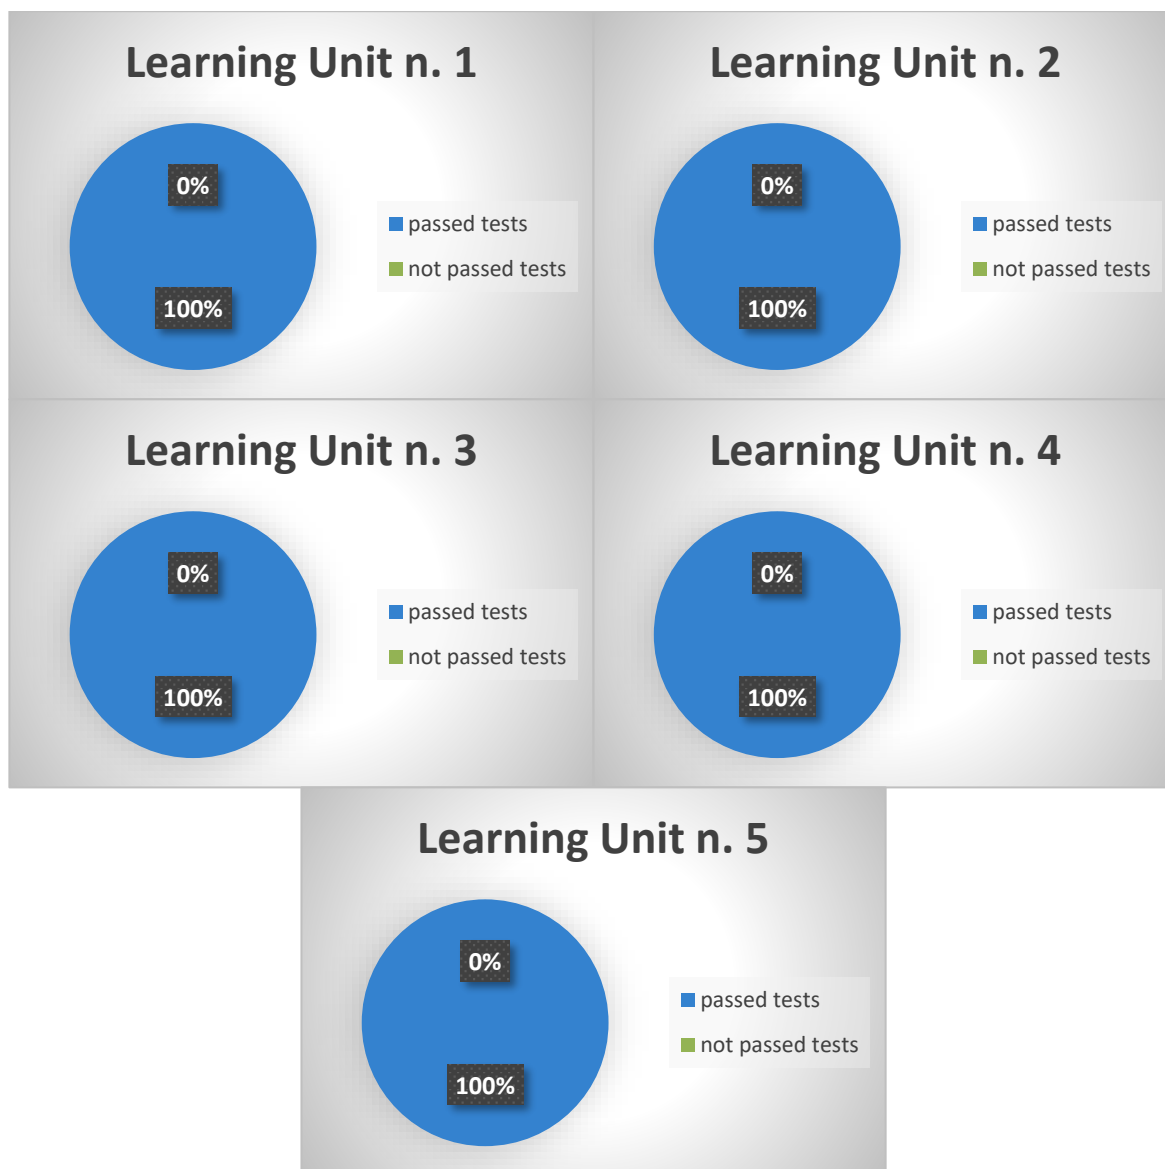 Learning Unit n. 1
0%
100%
passed tests
not passed tests
Learning Unit n. 2
0%
100%
passed tests
not passed tests
Learning Unit n. 3
0%
100%
passed tests
not passed tests
Learning Unit n. 4
0%
100%
passed tests
not passed tests
Learning Unit n. 5
0%
100%
passed tests
not passed tests